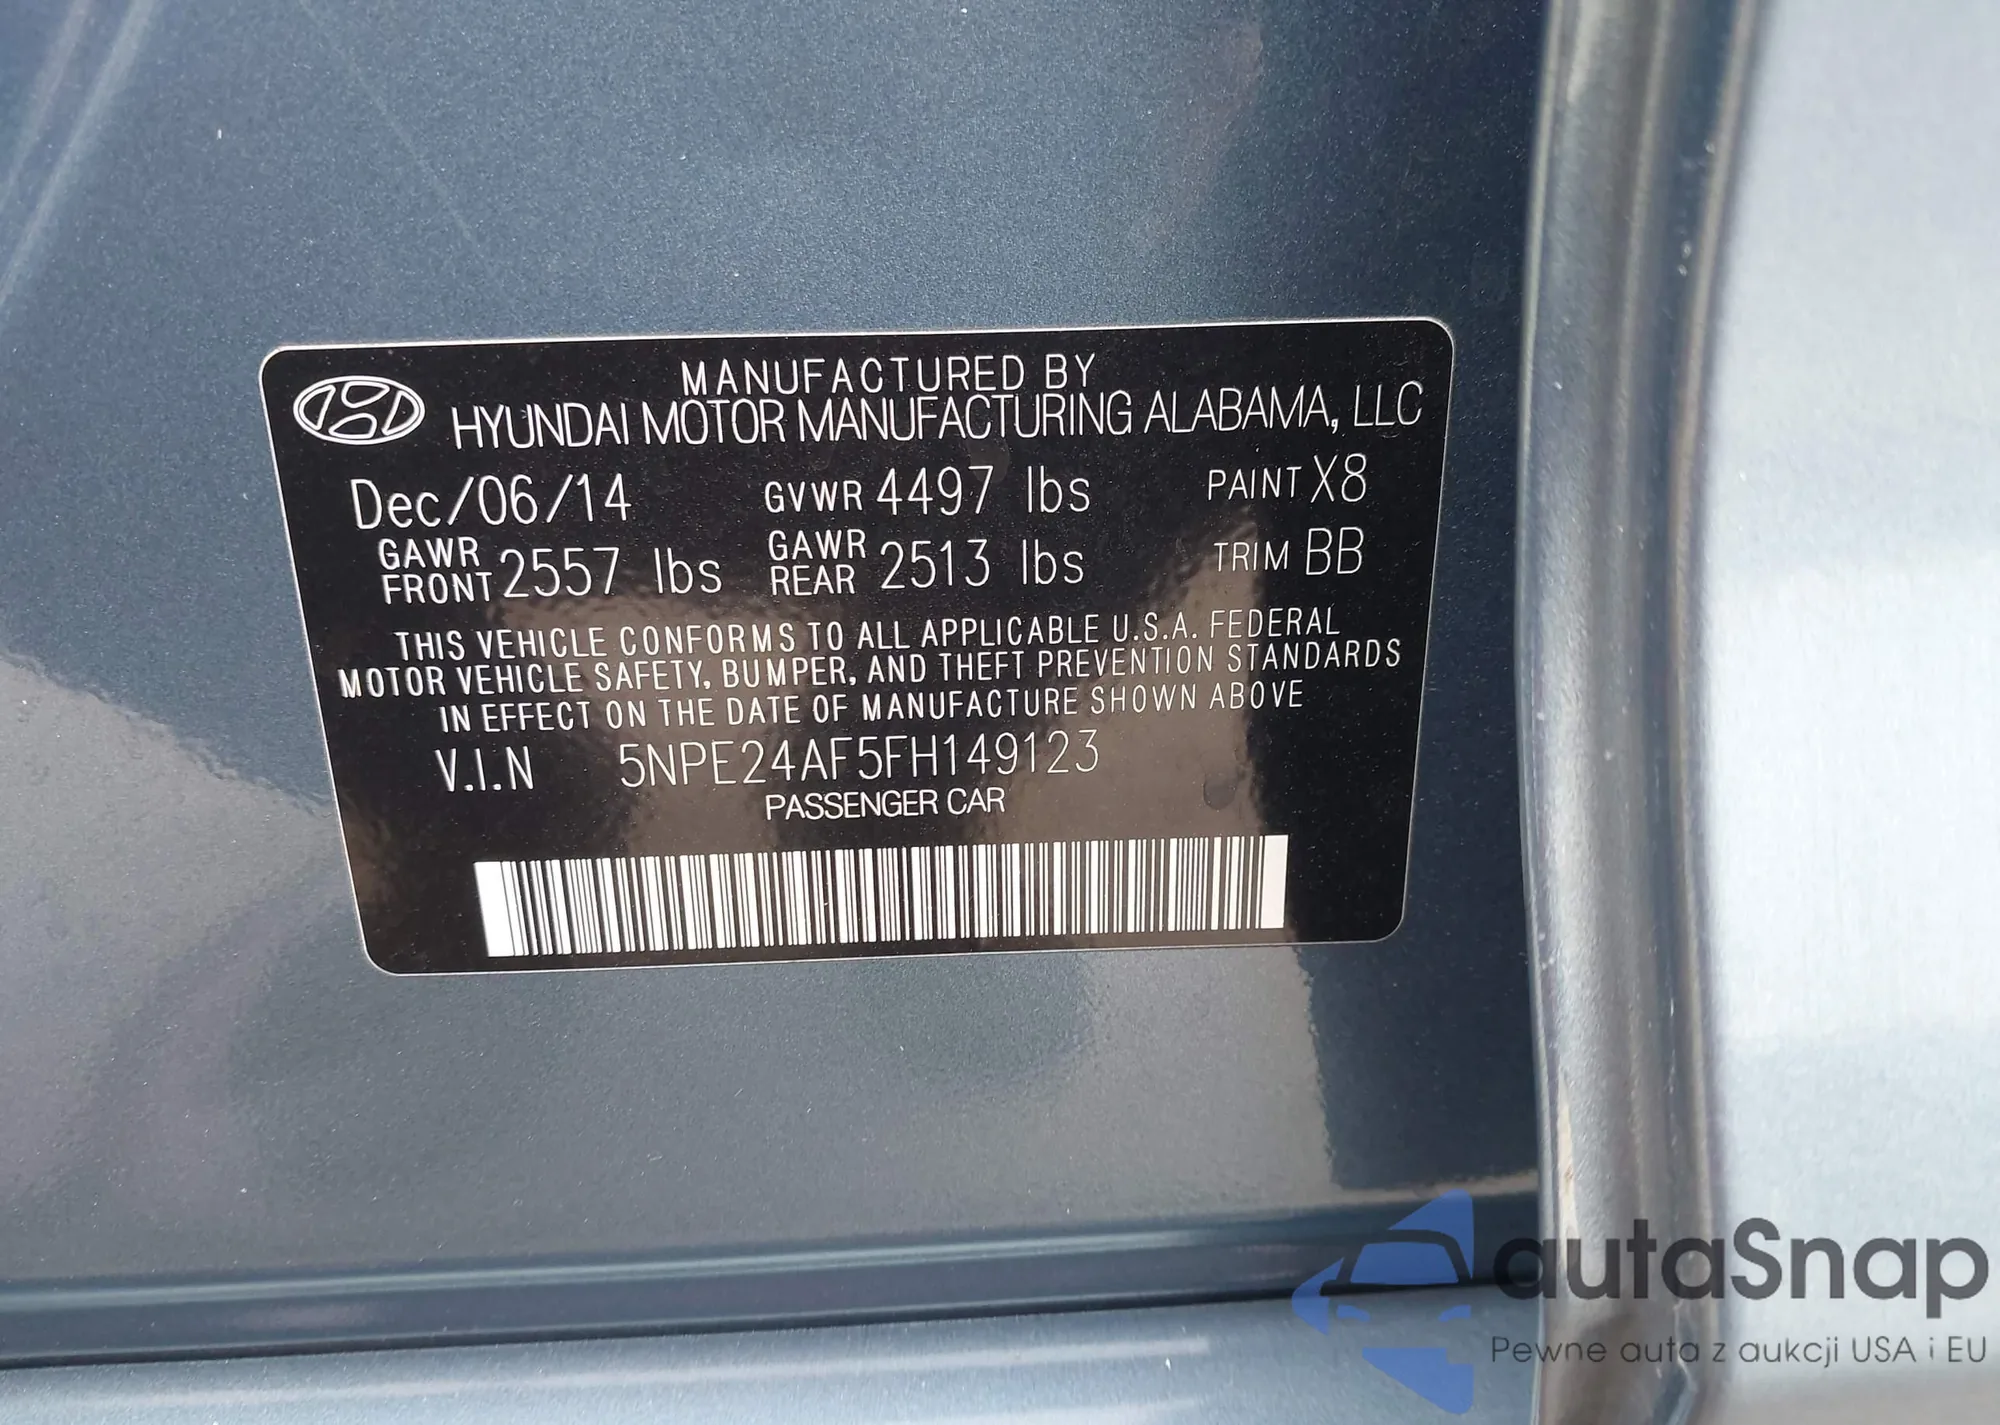 MANUFACTURED BY
HYUNDAI MOTOR MANUFACTURING ALABAMA, LLC
Dec/06/14 GVWR 4497 lbs PAINT X8
GAWR FRONT 2557 lbs GAWR REAR 2513 lbs TRIM BB
THIS VEHICLE CONFORMS TO ALL APPLICABLE U.S.A. FEDERAL
MOTOR VEHICLE SAFETY, BUMPER, AND THEFT PREVENTION STANDARDS
IN EFFECT ON THE DATE OF MANUFACTURE SHOWN ABOVE
V.I.N 5NPE24AF5FH149123
PASSENGER CAR
autaSnap
Pewne auta z aukcji USA i EU